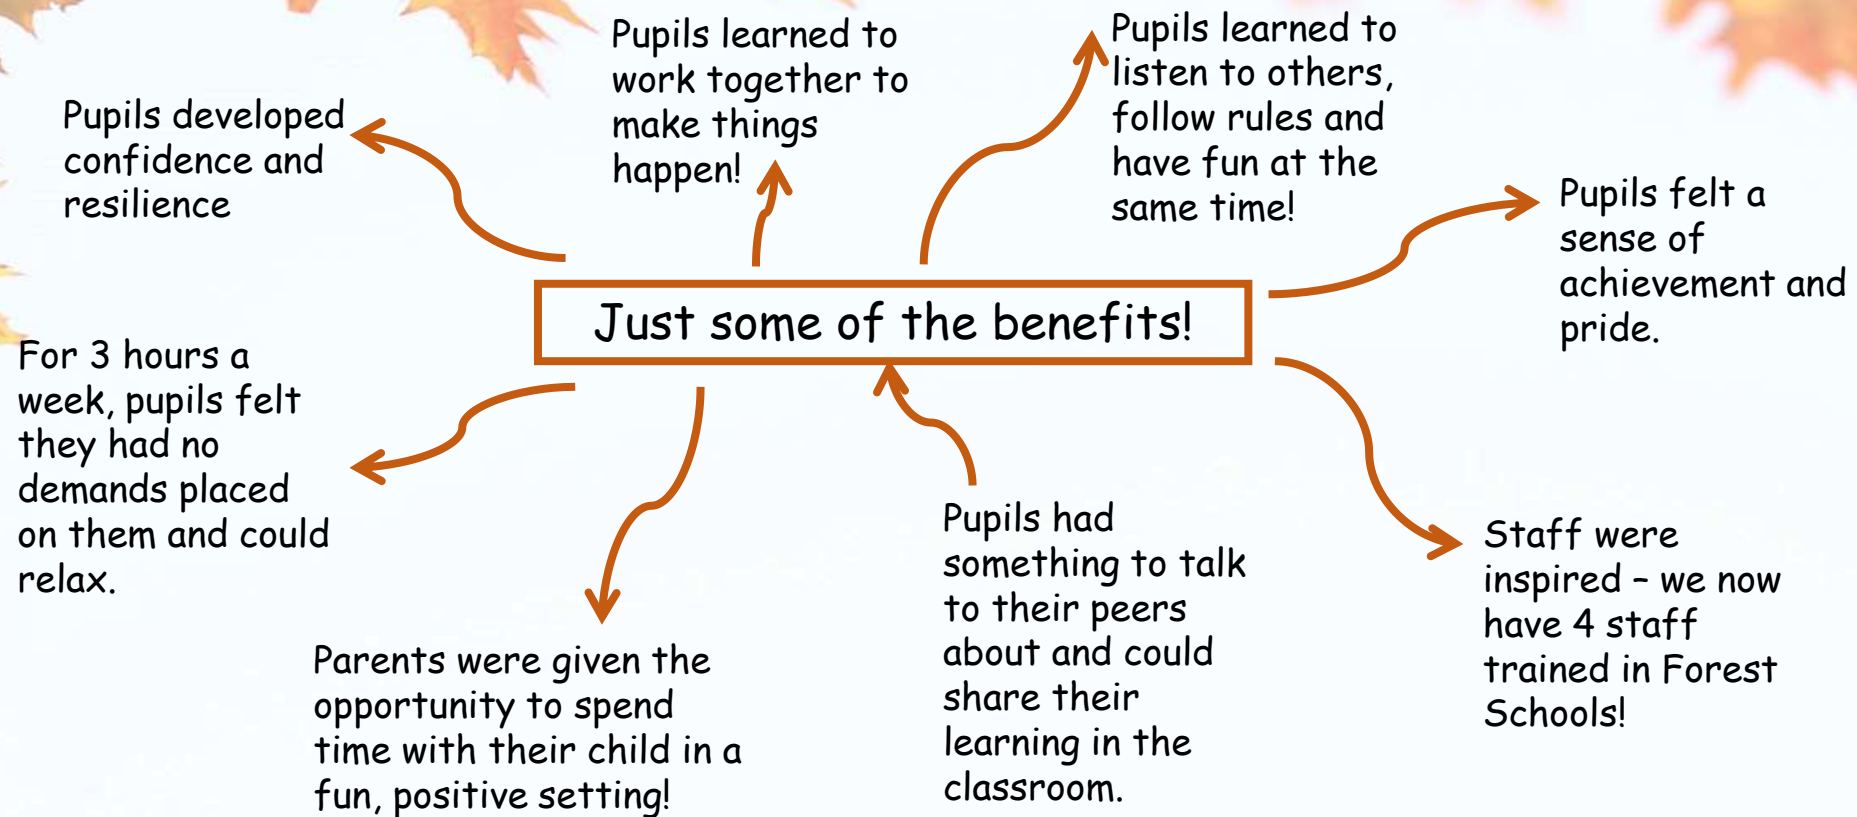 Pupils developed
confidence and
resilience
Pupils learned to
work together to
make things
happen!
Pupils learned to
listen to others,
follow rules and
have fun at the
same time!
Pupils felt a
sense of
achievement and
pride.
Just some of the benefits!
For 3 hours a
week, pupils felt
they had no
demands placed
on them and could
relax.
Parents were given the
opportunity to spend
time with their child in a
fun, positive setting!
Pupils had
something to talk
to their peers
about and could
share their
learning in the
classroom.
Staff were
inspired – we now
have 4 staff
trained in Forest
Schools!